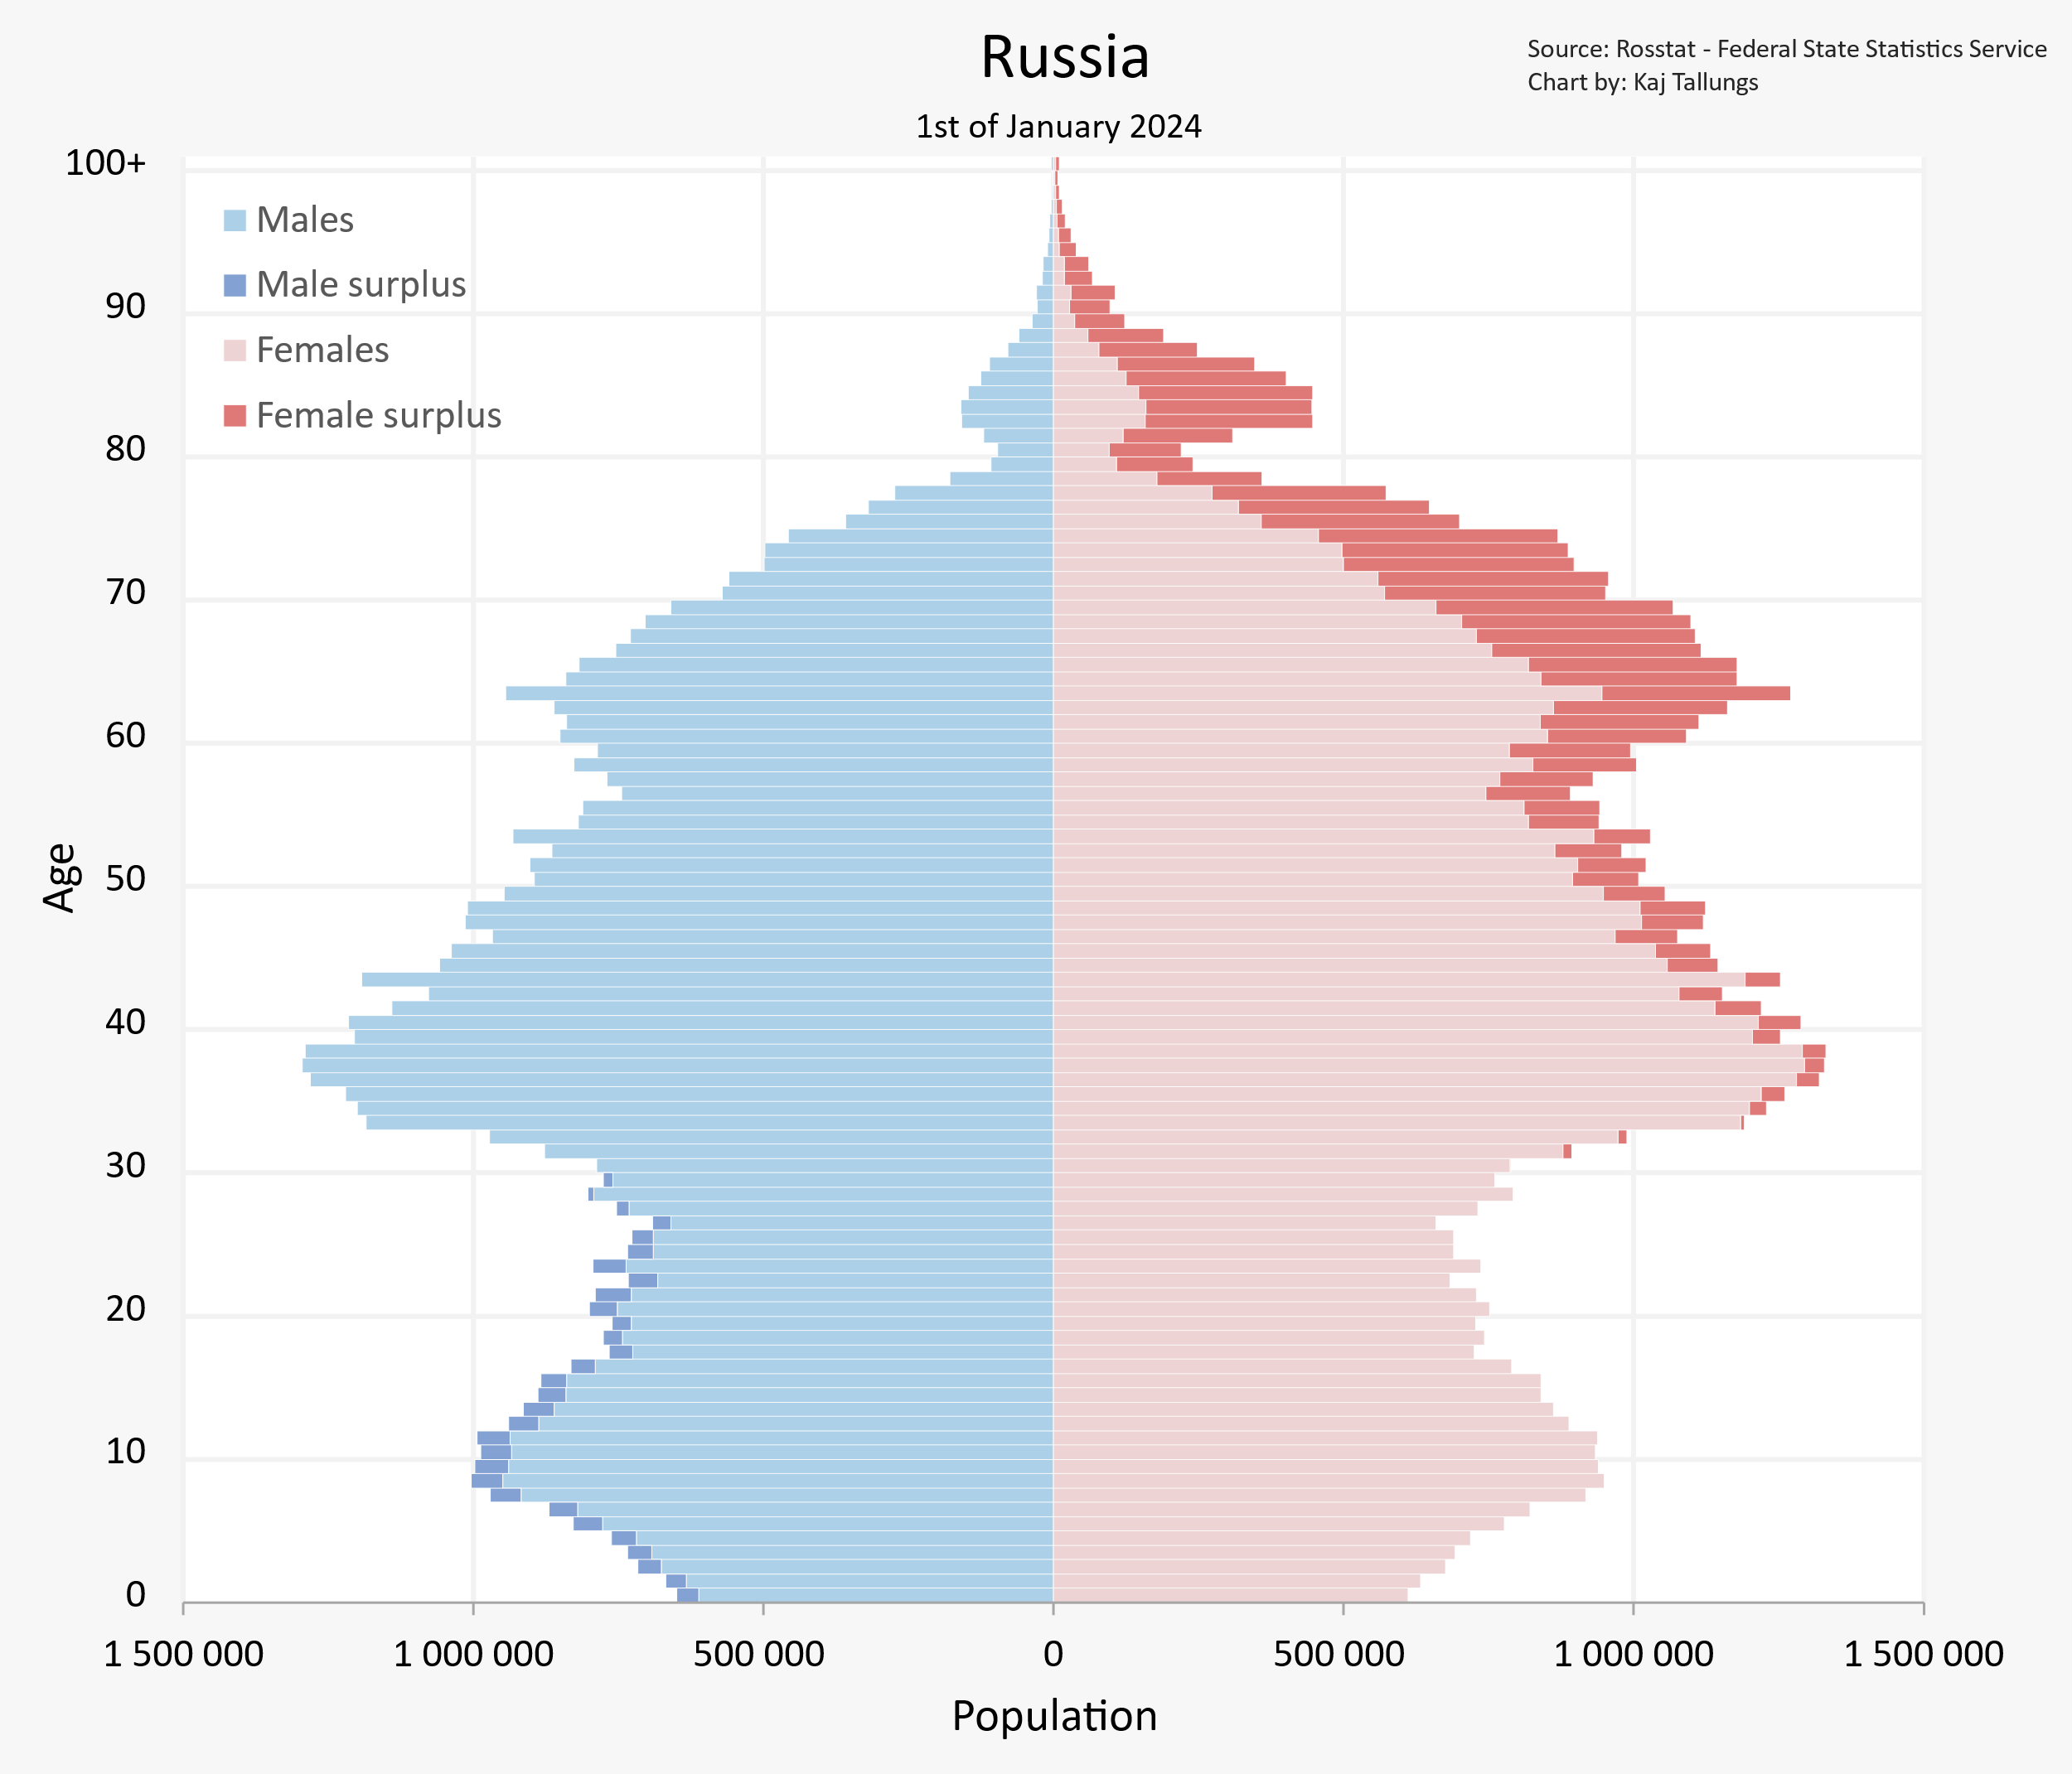 Russia
1st of January 2024
Source: Rosstat - Federal State Statistics Service
Chart by: Kaj Tallungs
100+
90
80
70
60
50
40
30
20
10
0
Age
Males
Male surplus
Females
Female surplus
1 500 000
1 000 000
500 000
0
500 000
1 000 000
1 500 000
Population